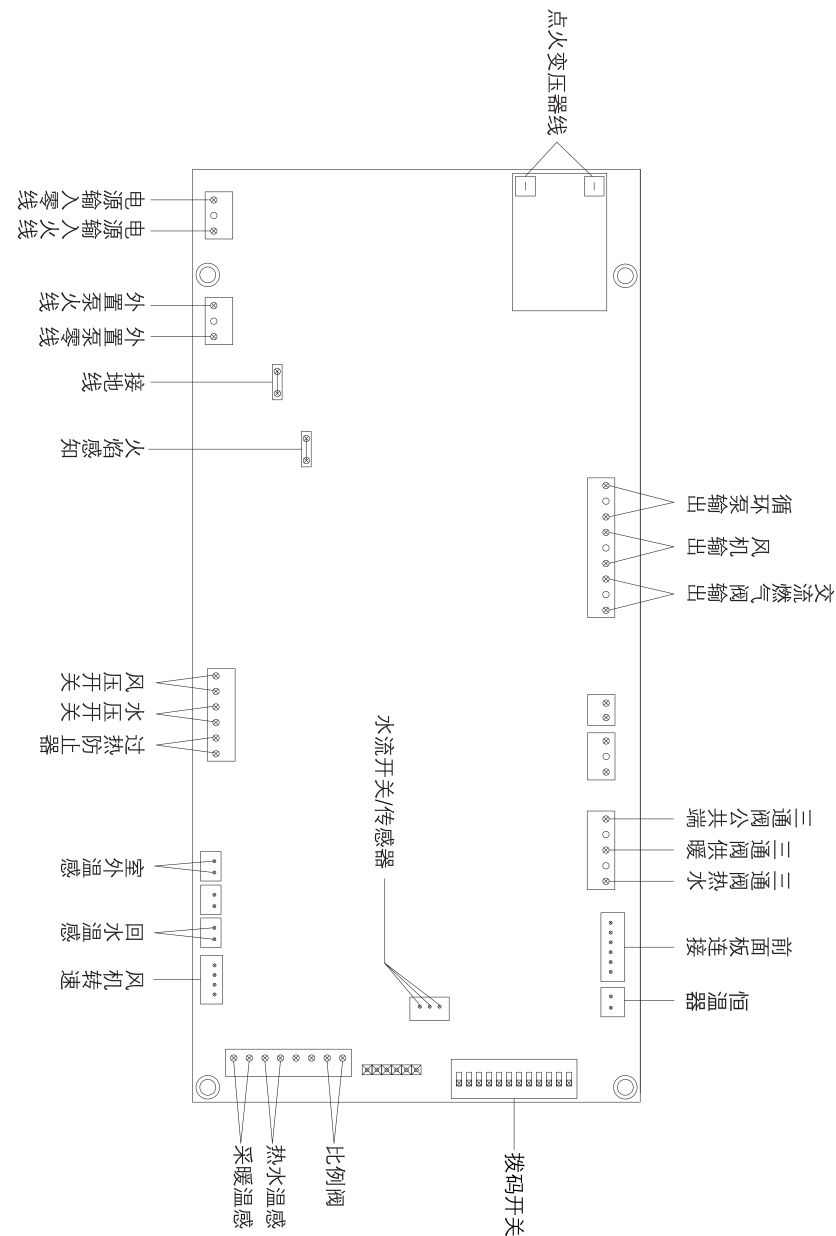 点火变压器线
电源输入零线
电源输入火线
外置泵火线
外置泵零线
接地线
火焰感知
循环泵输出
风机输出
交流燃气阀输出
风压开关
水压开关
过热防止器
水流开关/传感器
三通阀公共端
三通阀供暖
三通阀热水
室外温感
回水温感
风机转速
前面板连接
恒温器
采暖温感
热水温感
比例阀
拨码开关